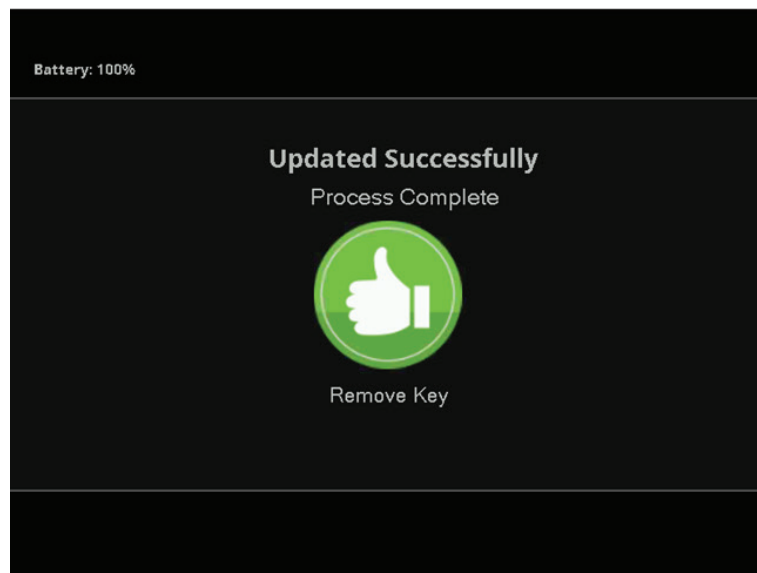 Battery: 100%
Updated Successfully
Process Complete
Remove Key